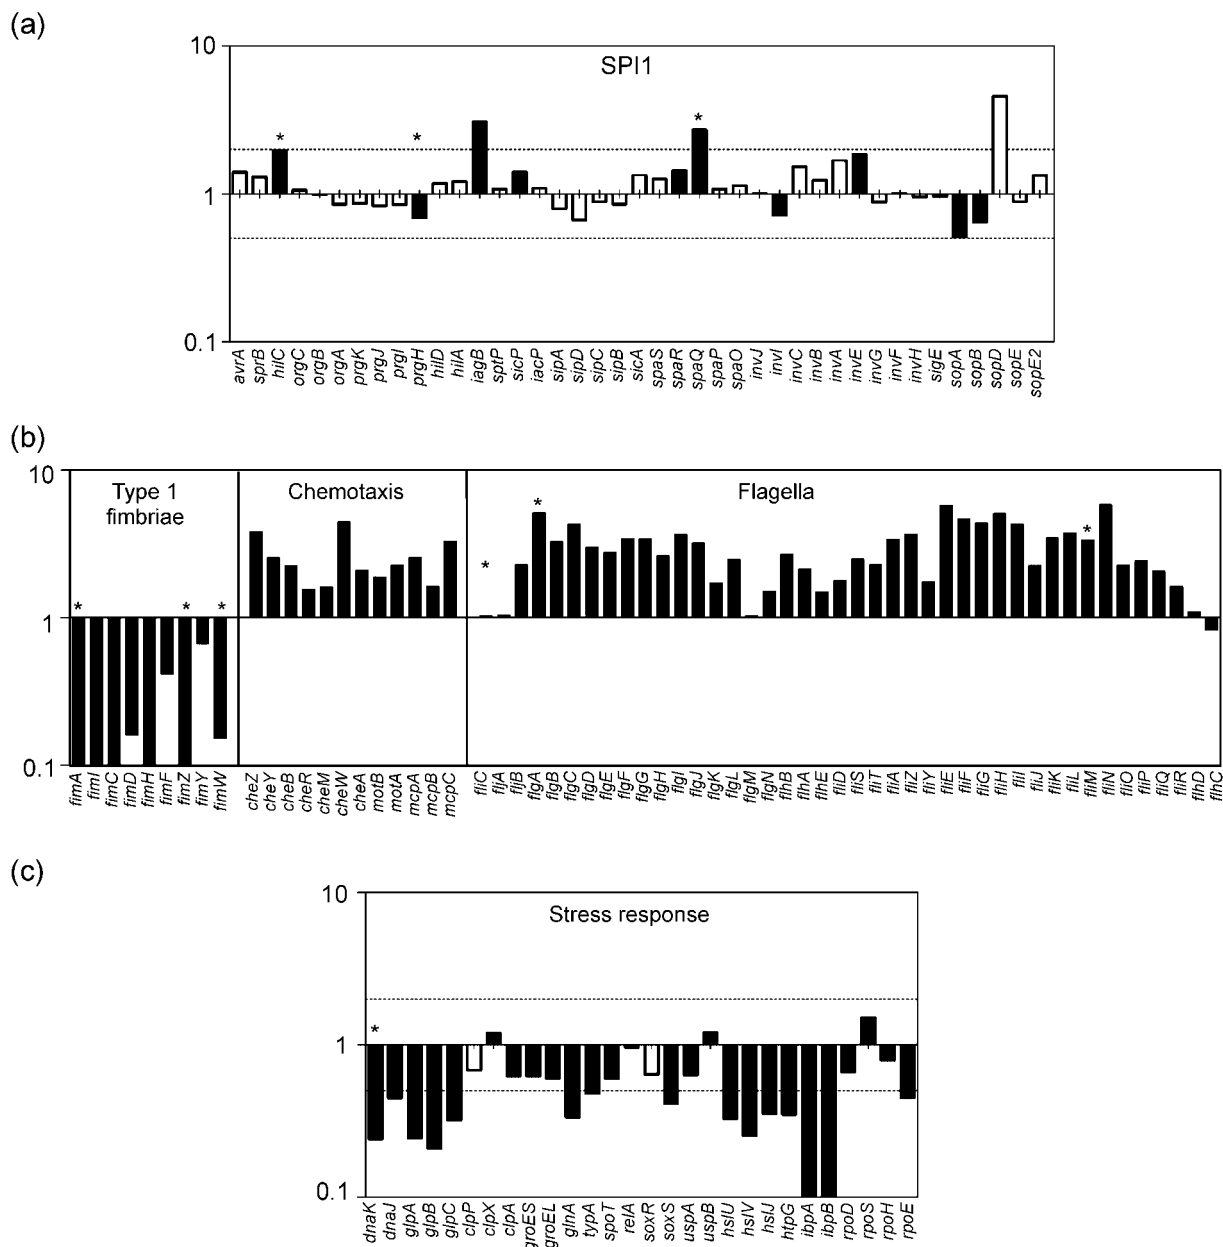 (a)
10
SPI1
* * *
1
0.1
avrA sprB hilC orgC orgB orgA prgK prgJ prgI prgH hilD hilA iagB sptP sicP iacP sipA sipD sipC sipB sicA spaS spaR spaQ spaP spaO invJ invI invC invB invA invE invG invF invH sigE sopA sopB sopD sopE sopE2
(b)
10
Type 1 Chemotaxis Flagella
fimbriae
* * * * * *
1
0.1
fimA fimI fimC fimD fimH fimF fimZ fimY fimW cheZ cheY cheB cheR cheM cheW cheA motB motA mcpA mcpB mcpC fliC fljA fljB flgA flgB flgC flgD flgE flgF flgG flgH flgI flgJ flgK flgL flgM flgN flhB flhA flhE fliD fliS fliT fliA fliZ fliY fliE fliF fliG fliH fliI fliJ fliK fliL fliM fliN fliO fliP fliQ fliR flhD flhC
(c)
10
Stress response
*
1
0.1
dnaK dnaJ glpA glpB glpC clpP clpX clpA groES groEL glnA typA spoT relA soxR soxS uspA uspB hslU hslV hslJ htpG ibpA ibpB rpoD rpoS rpoH rpoE